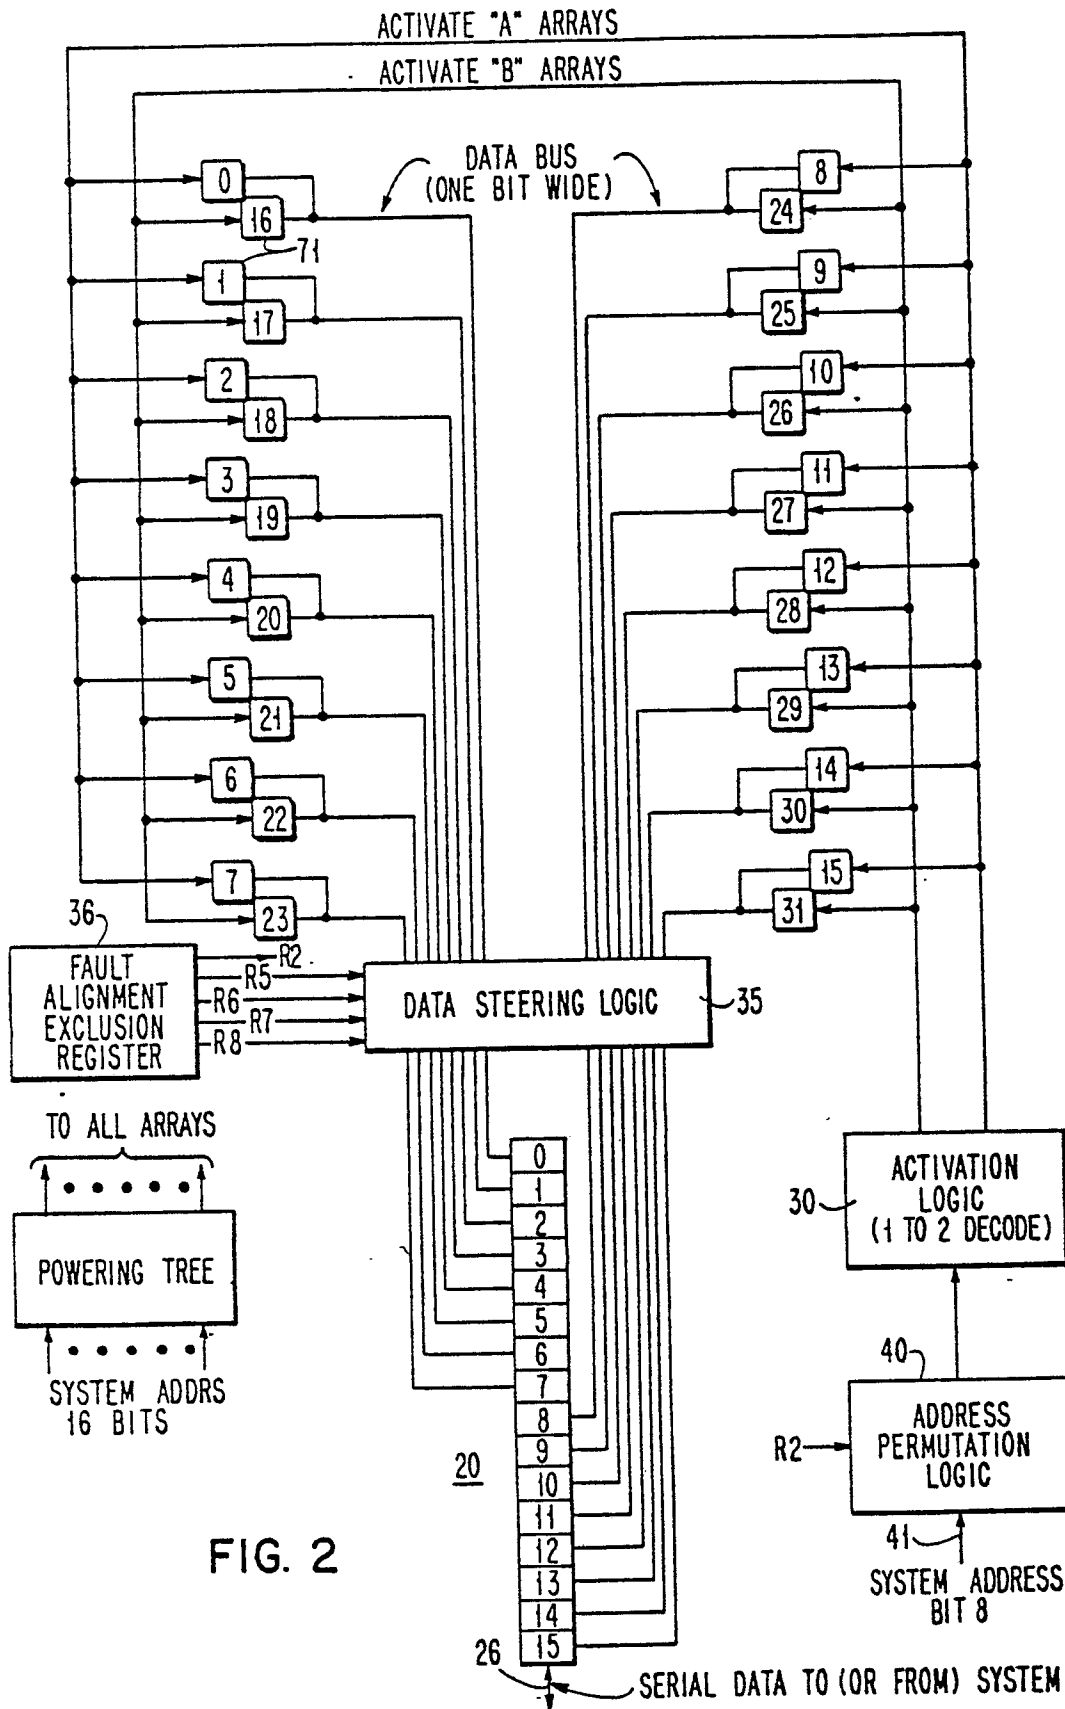 ACTIVATE "A" ARRAYS
ACTIVATE "B" ARRAYS
DATA BUS
(ONE BIT WIDE)
0
16
71
1
17
2
18
3
19
4
20
5
21
6
22
7
23
8
24
9
25
10
26
11
27
12
28
13
29
14
30
15
31
36
FAULT
ALIGNMENT
EXCLUSION
REGISTER
R2
R5
R6
R7
R8
DATA STEERING LOGIC
35
TO ALL ARRAYS
POWERING TREE
SYSTEM ADDRS
16 BITS
0
1
2
3
4
5
6
7
8
9
10
11
12
13
14
15
20
26
SERIAL DATA TO (OR FROM) SYSTEM
30
ACTIVATION
LOGIC
(1 TO 2 DECODE)
40
R2
ADDRESS
PERMUTATION
LOGIC
41
SYSTEM ADDRESS
BIT 8
FIG. 2